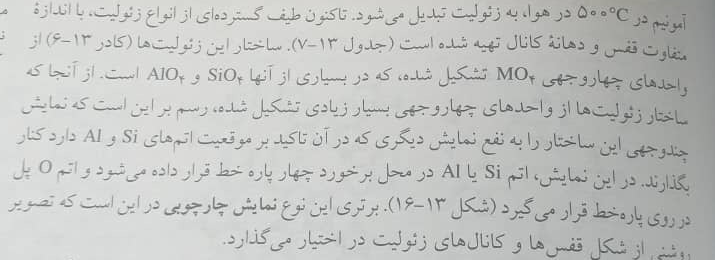 آمونیم در ۵۰۰°C در هوا، به زئولیت تبدیل می‌شود. تاکنون طیف گسترده‌ای از انواع زئولیت، با اندازهٔ
متفاوت قفس و دهانهٔ کانال تهیه شده است (جدول ۱۳-۷). ساختار این زئولیت‌ها (کادر ۱۳-۶) از
واحدهای چهاروجهی MO₄ تشکیل شده، که در بسیاری از آنها SiO₄ و AlO₄ است. از آنجا که
ساختار زئولیت‌ها از واحدهای چهاروجهی بسیار زیادی تشکیل شده، رسم بر این است که نمایش
چندوجهی این ساختار را به نفع نمایش دیگری که در آن تاکید بر موقعیت اتم‌های Si و Al دارد کنار
بگذارند. در این نمایش، اتم Si یا Al در محل برخورد چهار پاره خط قرار داده می‌شود و اتم O پل
در روی پاره‌خط قرار می‌گیرد (شکل ۱۳-۱۶). برتری این نوع نمایش چارچوبی در این است که تصویر
روشنی از شکل قفس‌ها و کانال‌های زئولیت در اختیار می‌گذارد.